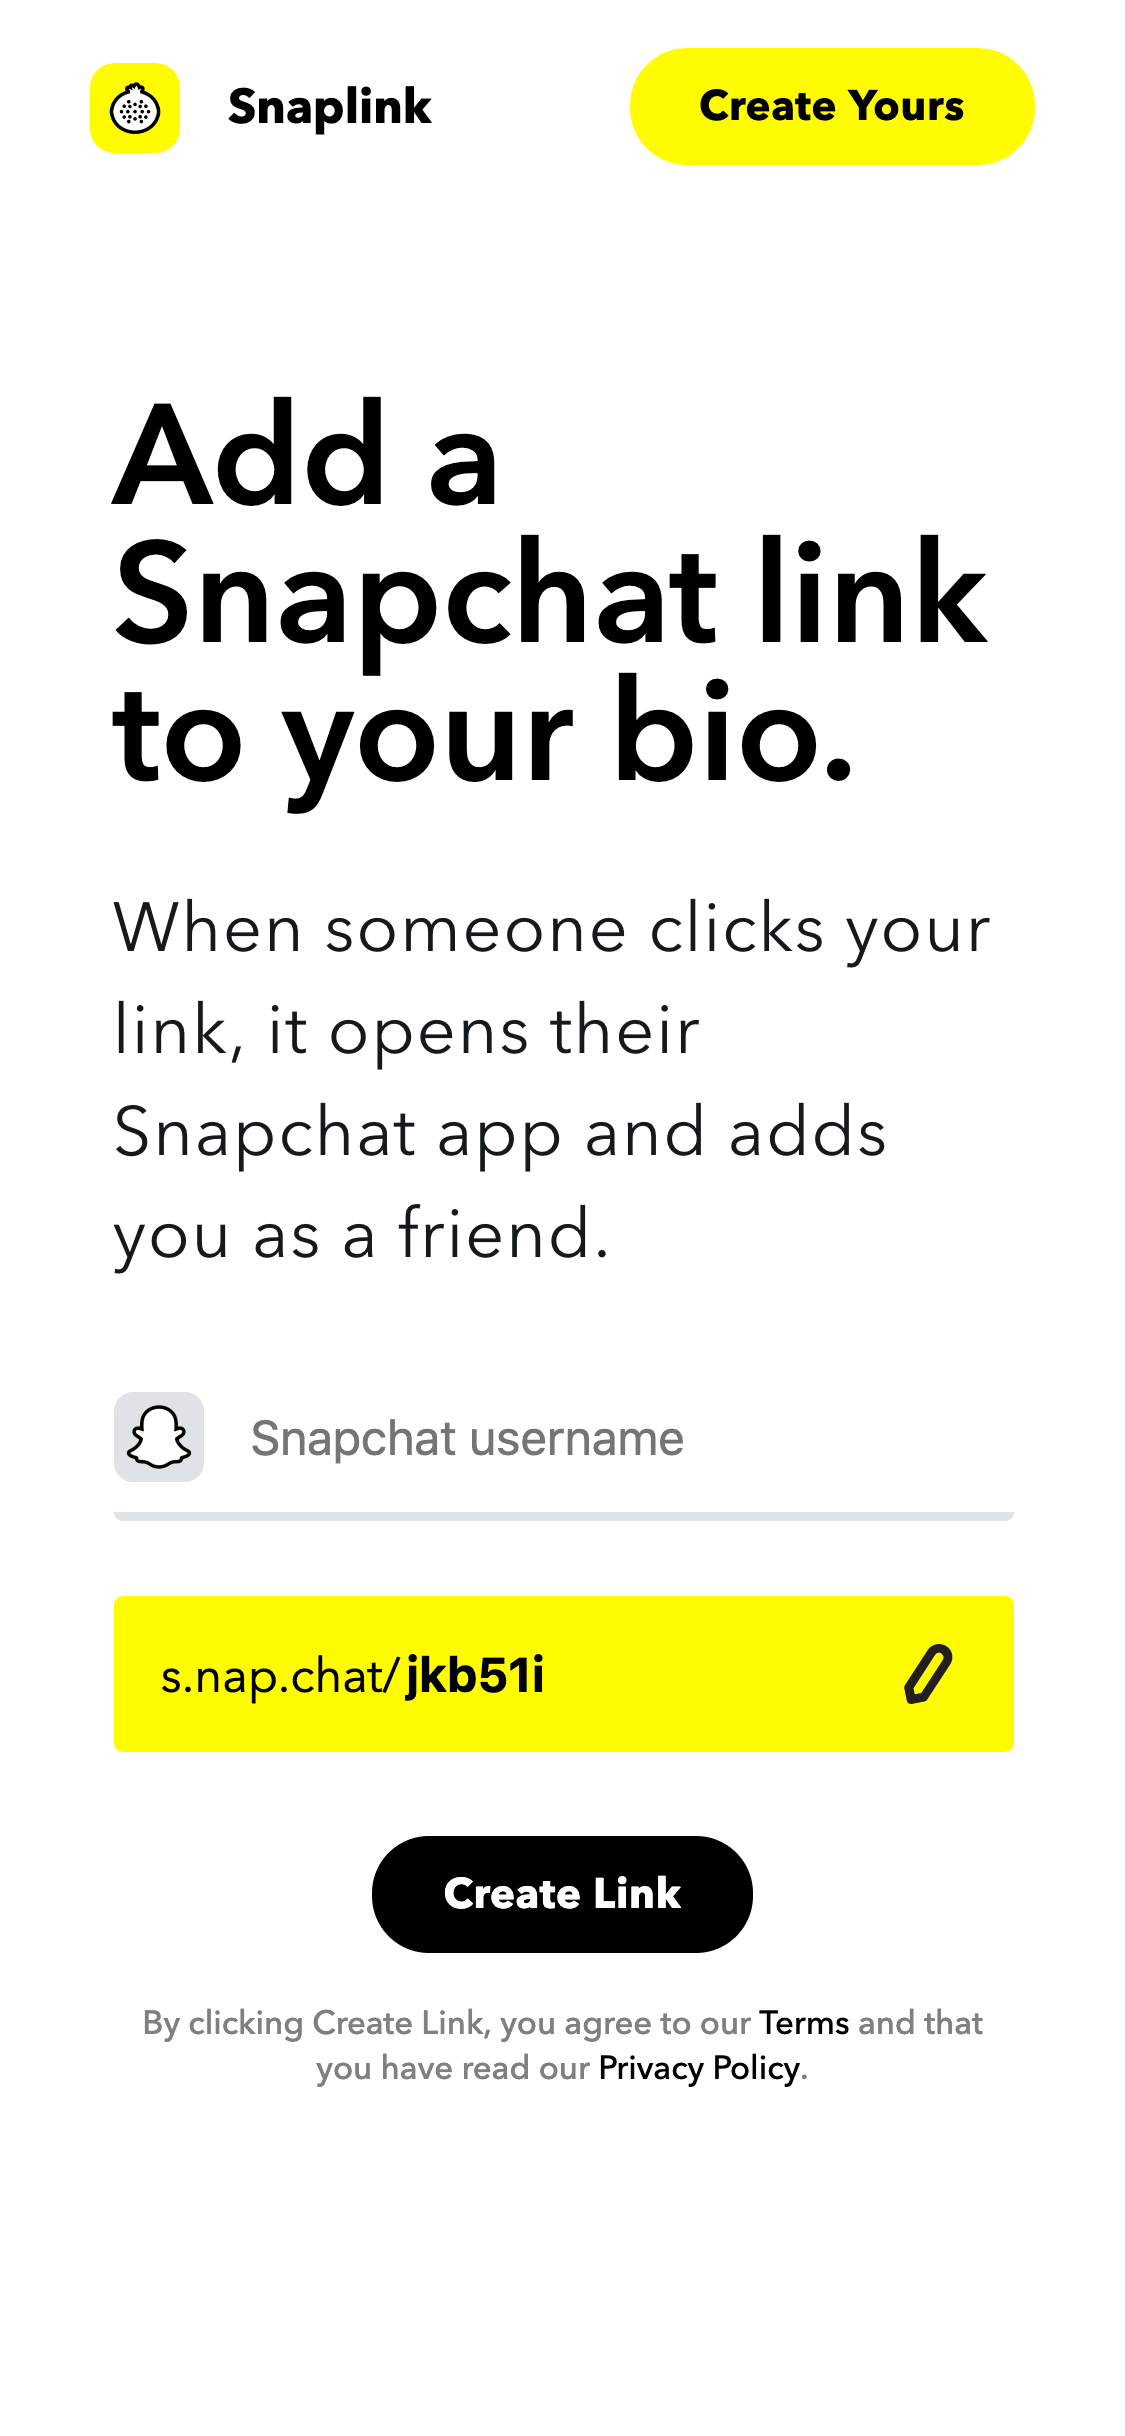 Snaplink
Create Yours
Add a
Snapchat link
to your bio.
When someone clicks your
link, it opens their
Snapchat app and adds
you as a friend.
Snapchat username
s.nap.chat/jkb51i
Create Link
By clicking Create Link, you agree to our Terms and that
you have read our Privacy Policy.